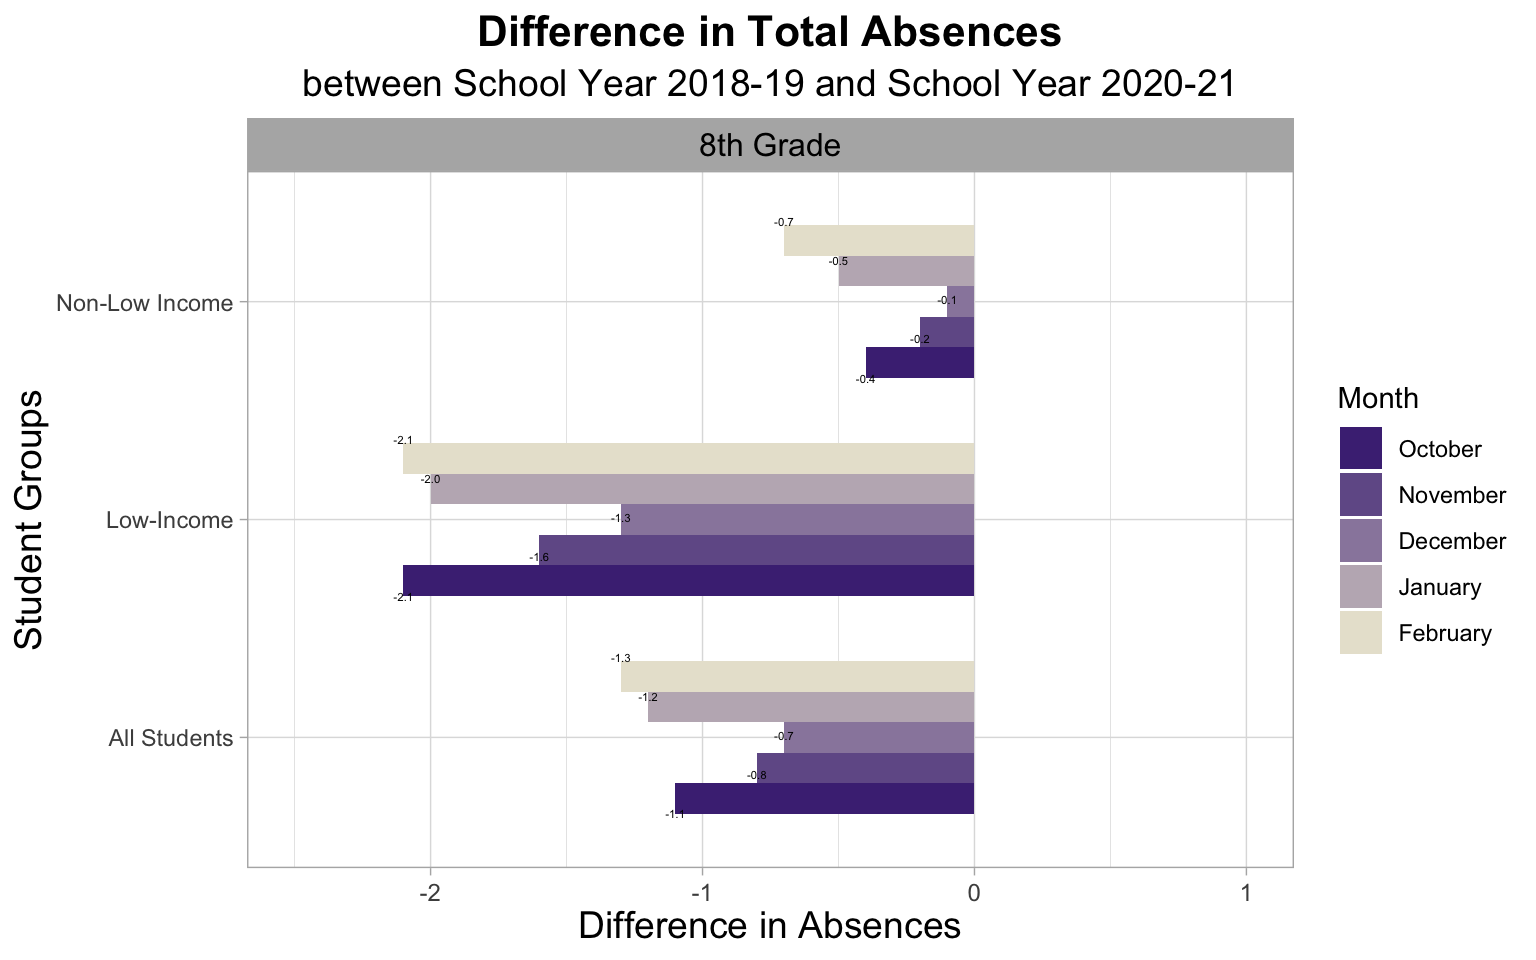 Difference in Total Absences
between School Year 2018-19 and School Year 2020-21
8th Grade
Student Groups
Non-Low Income
-0.7
-0.5
-0.1
-0.2
-0.4
Low-Income
-2.1
-2.0
-1.3
-1.6
-2.1
All Students
-1.3
-1.2
-0.7
-0.8
-1.1
-2 -1 0 1
Difference in Absences
Month
October
November
December
January
February